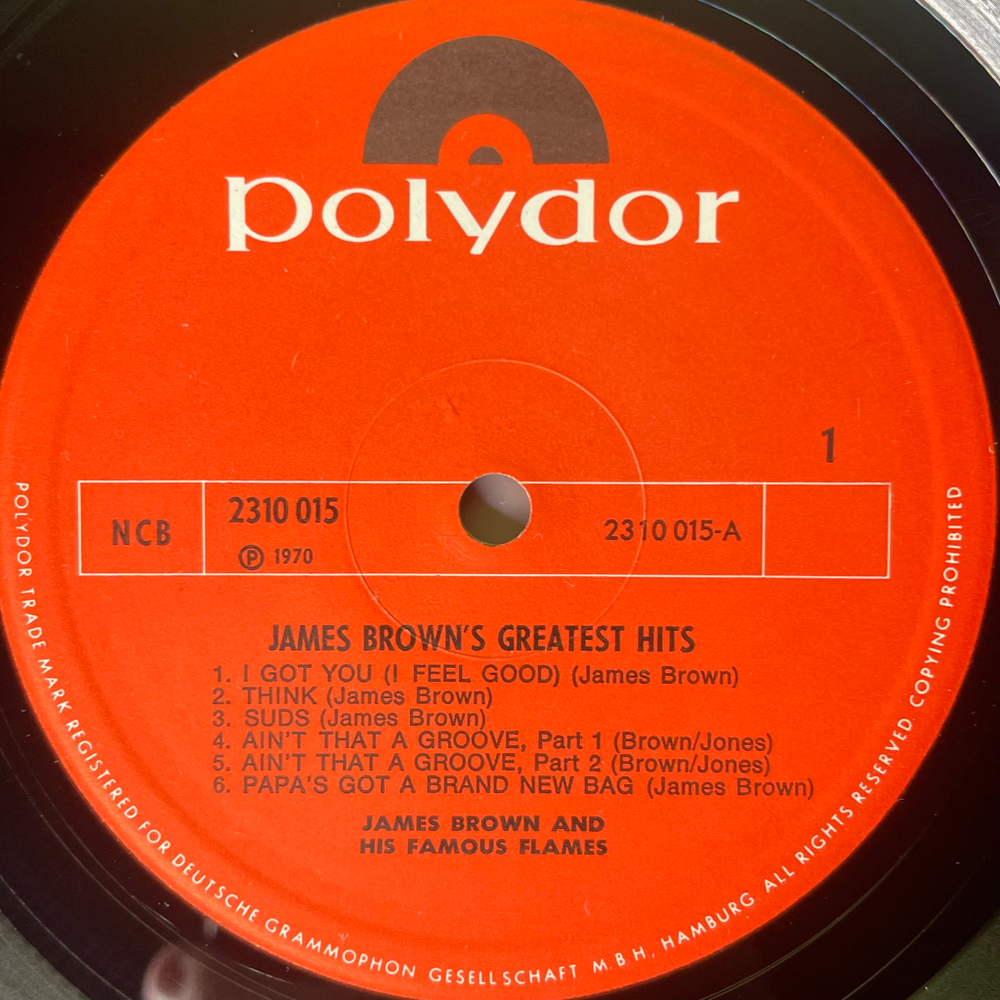 polydor
1
NCB
2310 015
Ⓟ 1970
2310 015-A
JAMES BROWN'S GREATEST HITS
1. I GOT YOU (I FEEL GOOD) (James Brown)
2. THINK (James Brown)
3. SUDS (James Brown)
4. AIN'T THAT A GROOVE, Part 1 (Brown/Jones)
5. AIN'T THAT A GROOVE, Part 2 (Brown/Jones)
6. PAPA'S GOT A BRAND NEW BAG (James Brown)
JAMES BROWN AND
HIS FAMOUS FLAMES
POLYDOR TRADE MARK REGISTERED FOR DEUTSCHE GRAMMOPHON GESELLSCHAFT M B H, HAMBURG ALL RIGHTS RESERVED. COPYING PROHIBITED